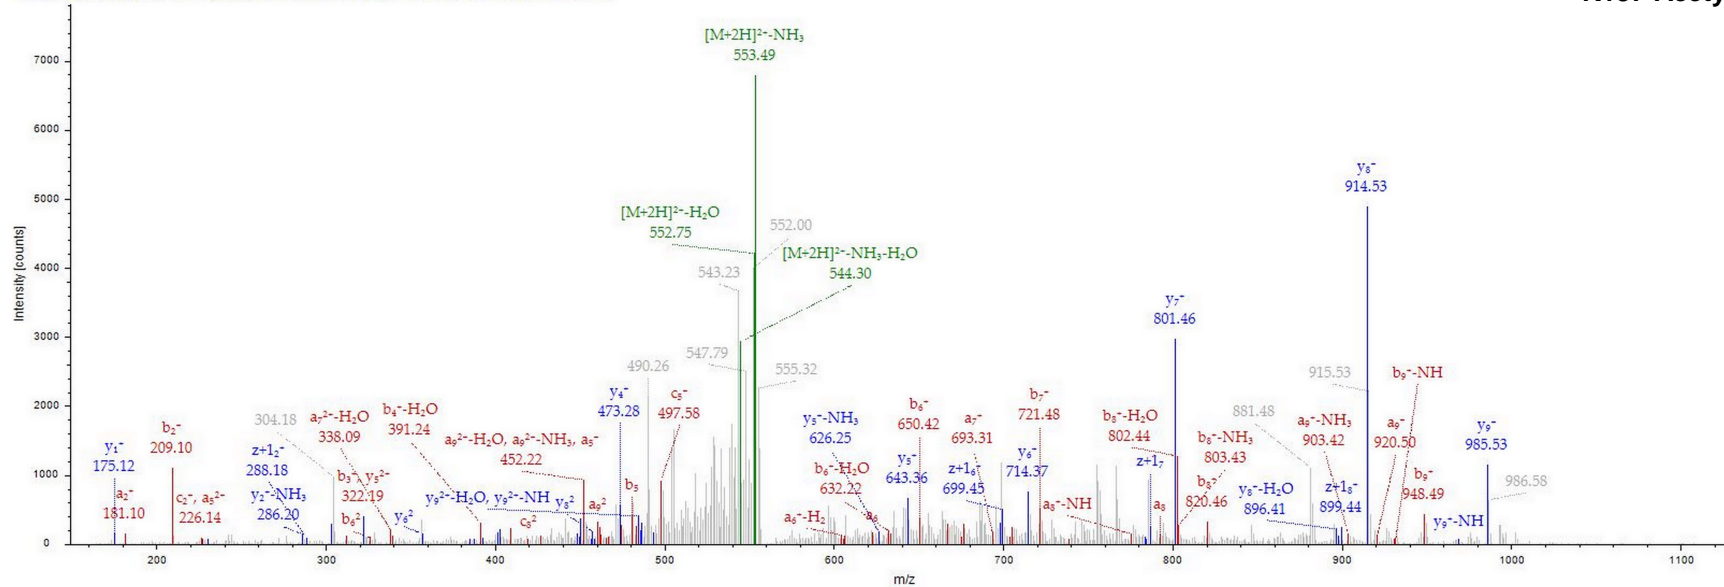 [M+2H]²⁺-NH₃
553.49
7000
6000
y₈⁺
914.53
5000
[M+2H]²⁺-H₂O
552.75
552.00
[M+2H]²⁺-NH₃-H₂O
544.30
4000
543.23
y₇⁺
801.46
3000
547.79
555.32
490.26
915.53
b₉⁺-NH
2000
y₄⁺
473.28
c₅⁺
497.58
b₇⁺
721.48
304.18
a₇²⁺-H₂O
338.09
b₄⁺-H₂O
391.24
a₉²⁺-H₂O, a₉²⁺-NH₃, a₅⁺
452.22
y₅⁺-NH₃
626.25
b₆⁺
650.42
a₇⁺
693.31
b₈⁺-H₂O
802.44
881.48
a₉⁺-NH₃
903.42
a₉⁺
920.50
y₉⁺
985.53
y₁⁺
175.12
b₂⁺
209.10
z+1₂⁺
288.18
y₂⁺-NH₃
286.20
b₃⁺, y₅²⁺
322.19
b₅
y₅⁺
643.36
b₆⁺-H₂O
632.22
z+1₆⁺
699.45
y₆⁺
714.37
z+1₇
b₈⁺-NH₃
803.43
b₈⁺
820.46
y₈⁺-H₂O
896.41
z+1₈⁺
899.44
b₉⁺
948.49
986.58
1000
a₂⁺
181.10
c₂⁺, a₅²⁺
226.14
b₆²
y₆²
y₉²⁺-H₂O, y₉²⁺-NH
c₈²
y₈²
a₉²
a₆⁺-H₂
a₆
a₈⁺-NH
a₈
y₉⁺-NH
0
200
300
400
500
600
700
800
900
1000
1100
Intensity [counts]
m/z